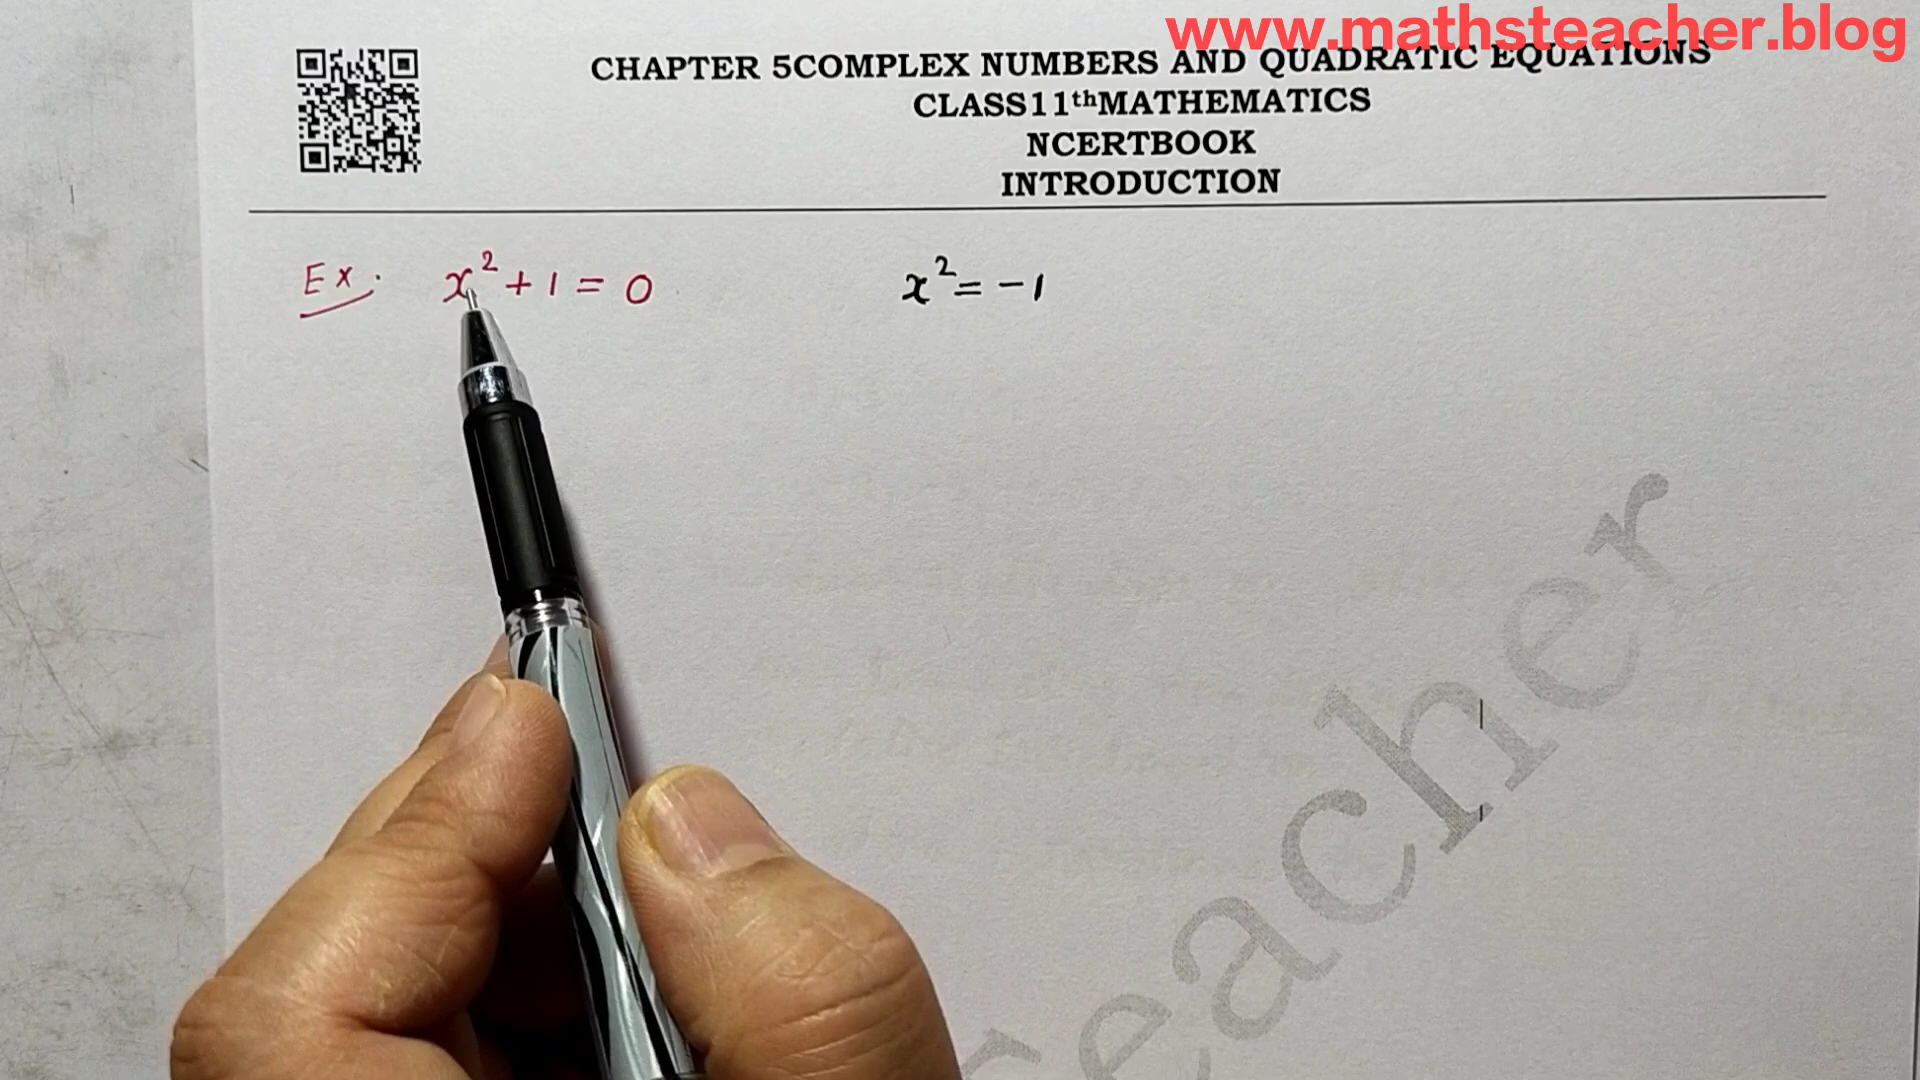 www.mathsteacher.blog
CHAPTER 5COMPLEX NUMBERS AND QUADRATIC EQUATIONS
CLASS11thMATHEMATICS
NCERTBOOK
INTRODUCTION
Ex. x² + 1 = 0 x² = -1
eacher